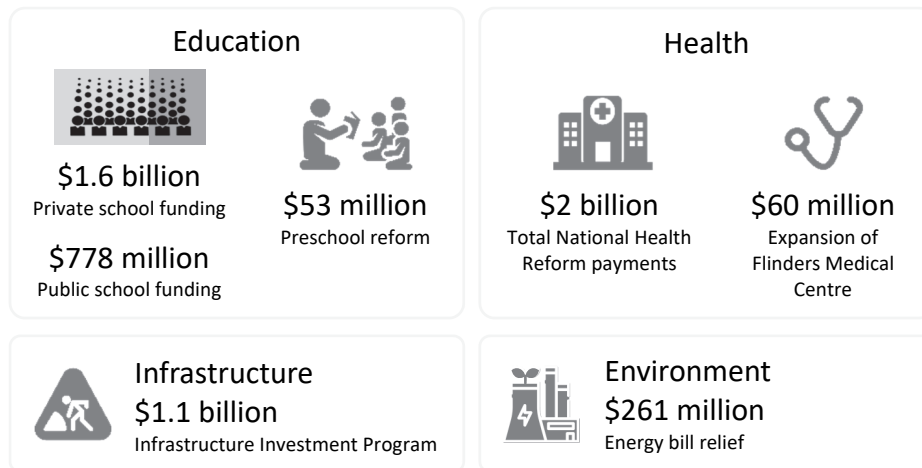 Education
$1.6 billion
Private school funding
$778 million
Public school funding
$53 million
Preschool reform
Health
$2 billion
Total National Health
Reform payments
$60 million
Expansion of
Flinders Medical
Centre
Infrastructure
$1.1 billion
Infrastructure Investment Program
Environment
$261 million
Energy bill relief